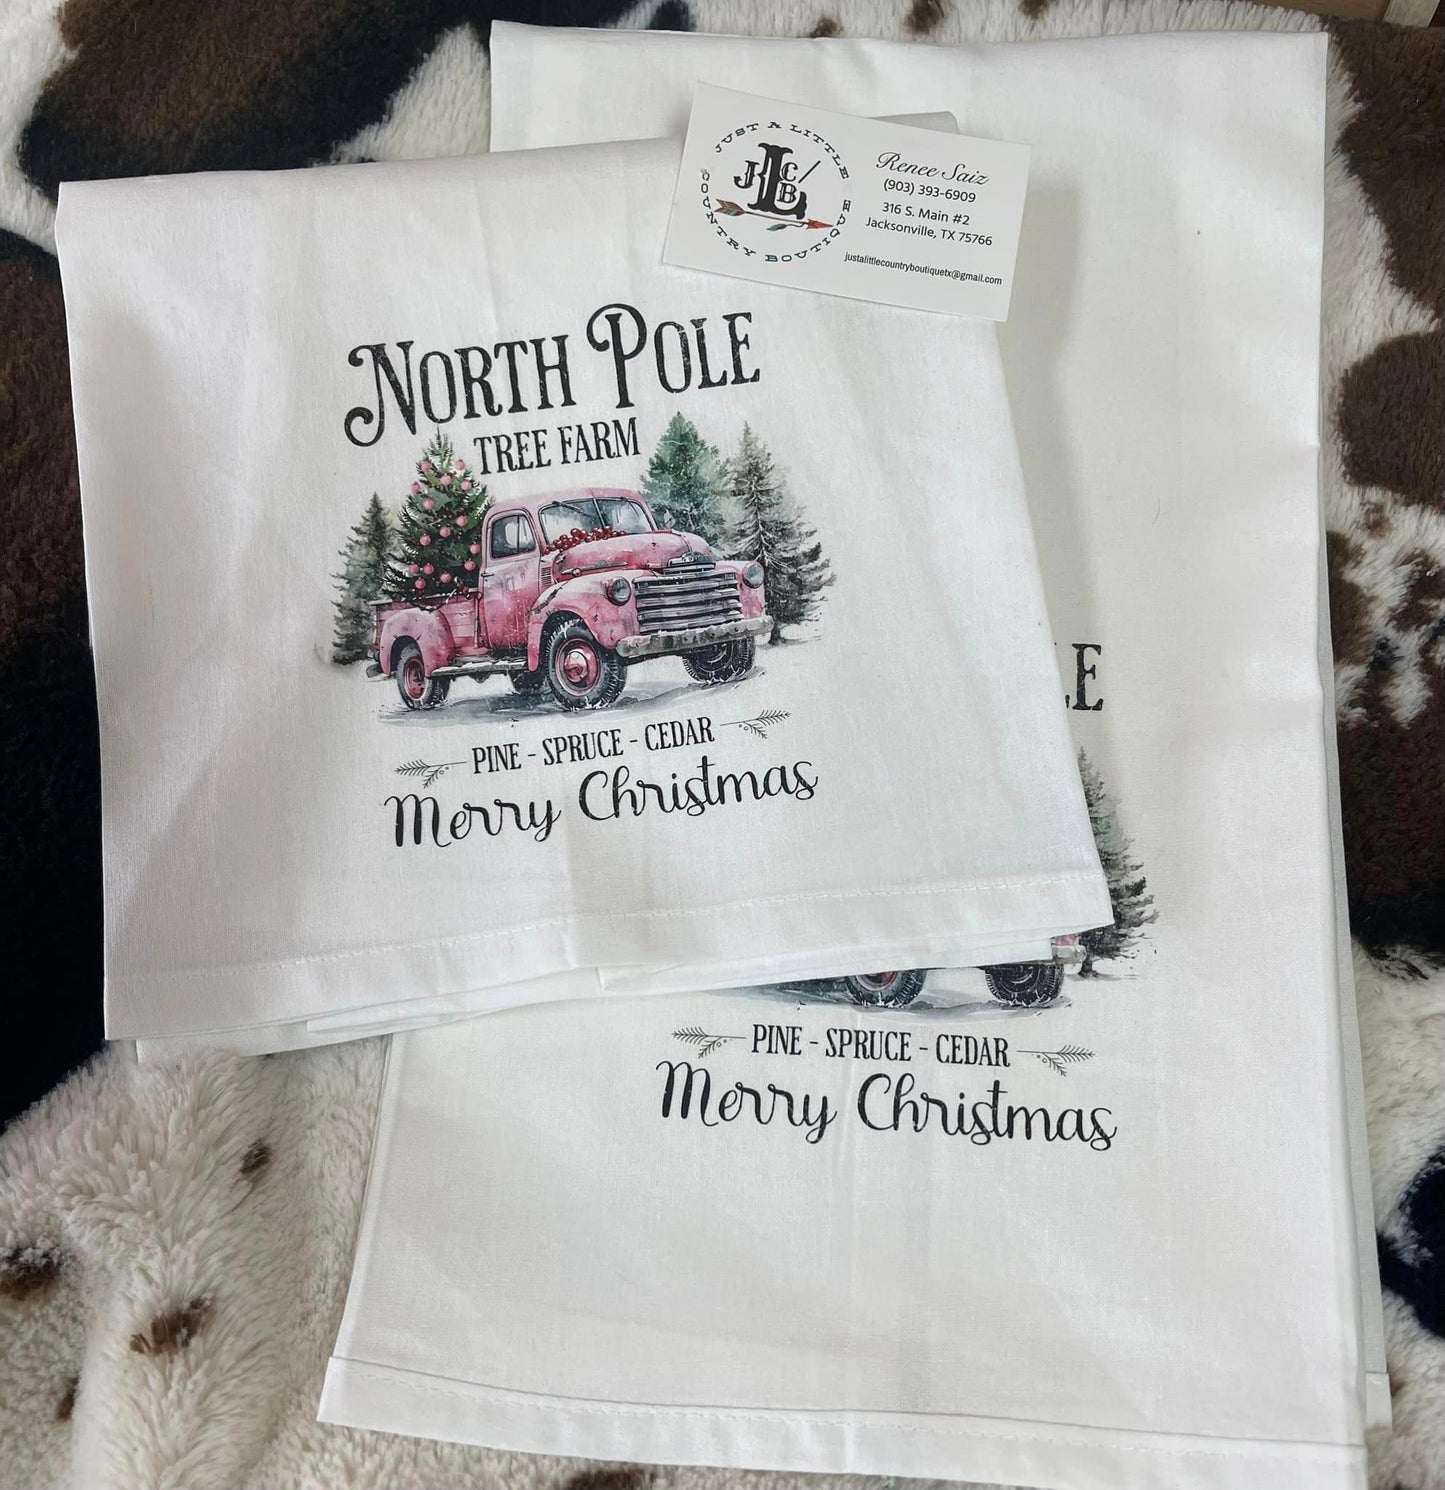 JUST A LITTLE
COUNTRY BOUTIQUE
JLCB
Renee Saiz
(903) 393-6909
316 S. Main #2
Jacksonville, TX 75766
justalittlecountryboutiquetx@gmail.com
NORTH POLE
TREE FARM
PINE - SPRUCE - CEDAR
Merry Christmas
LE
PINE - SPRUCE - CEDAR
Merry Christmas